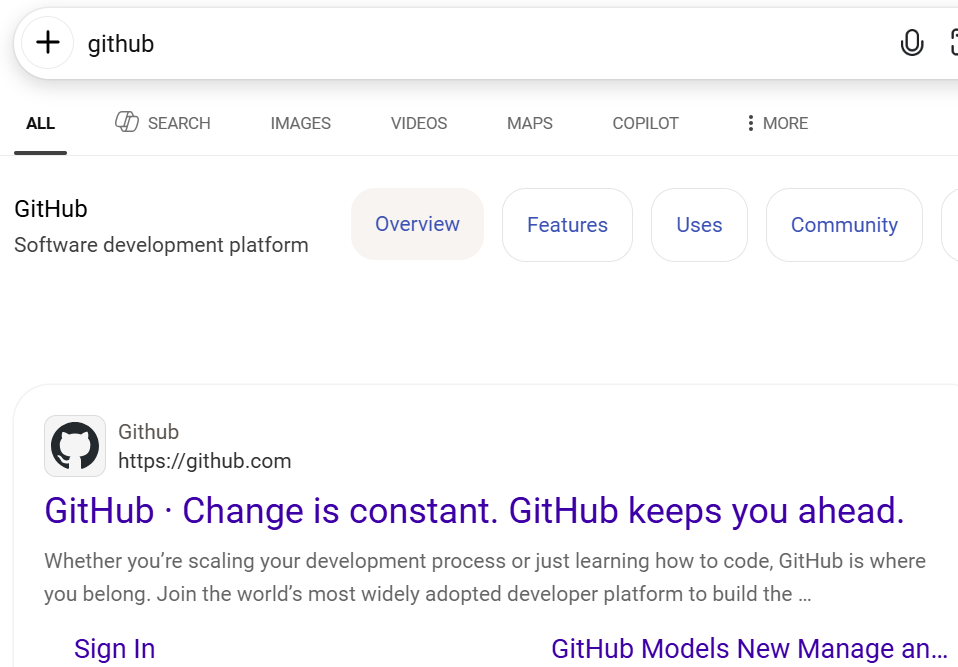 github
ALL SEARCH IMAGES VIDEOS MAPS COPILOT MORE
GitHub
Software development platform
Overview Features Uses Community
Github
https://github.com
GitHub · Change is constant. GitHub keeps you ahead.
Whether you’re scaling your development process or just learning how to code, GitHub is where
you belong. Join the world’s most widely adopted developer platform to build the ...
Sign In GitHub Models New Manage an...